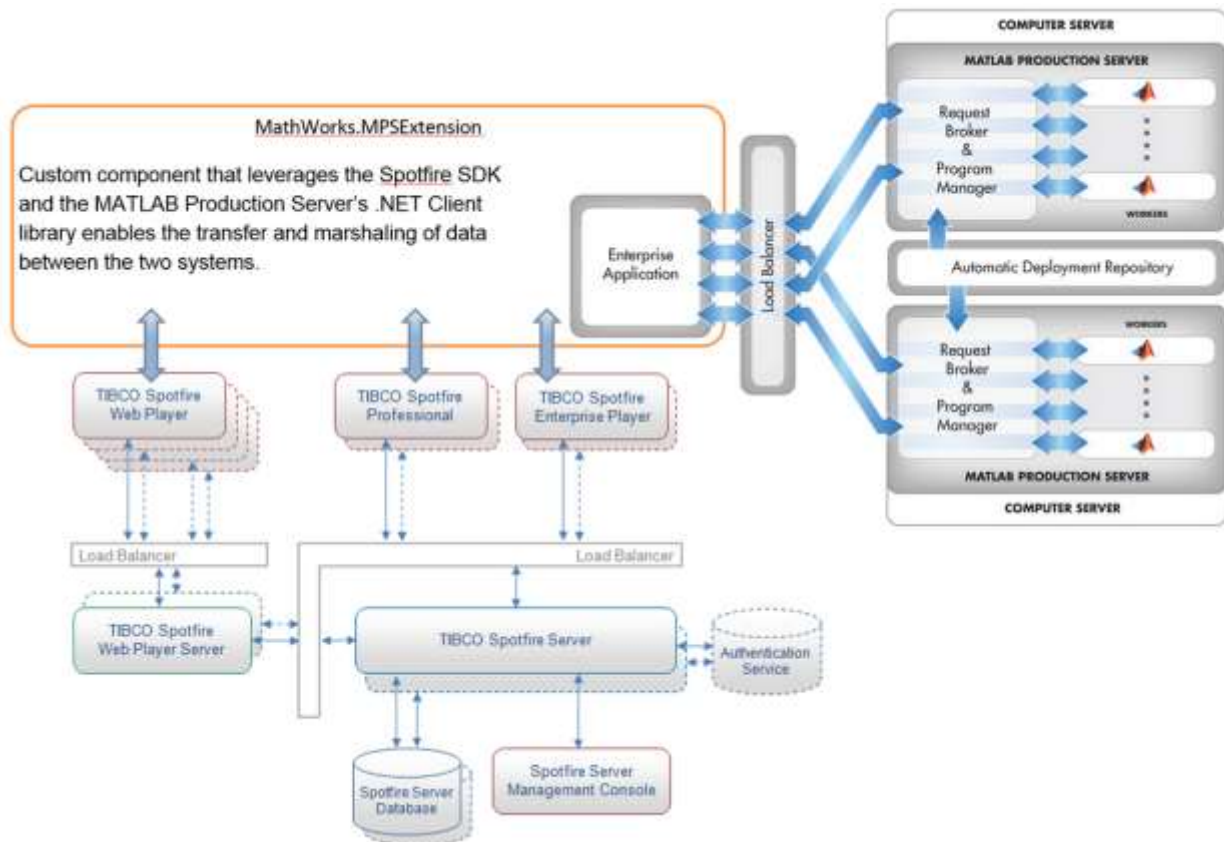 COMPUTER SERVER
MATLAB PRODUCTION SERVER
Request
Broker
&
Program
Manager
WORKERS
MathWorks.MPSExtension
Custom component that leverages the Spotfire SDK
and the MATLAB Production Server's .NET Client
library enables the transfer and marshaling of data
between the two systems.
Enterprise
Application
Load Balancer
Automatic Deployment Repository
WORKERS
Request
Broker
&
Program
Manager
MATLAB PRODUCTION SERVER
COMPUTER SERVER
TIBCO Spotfire
Web Player
TIBCO Spotfire
Professional
TIBCO Spotfire
Enterprise Player
Load Balancer
Load Balancer
TIBCO Spotfire
Web Player Server
TIBCO Spotfire Server
Authentication
Service
Spotfire Server
Database
Spotfire Server
Management Console